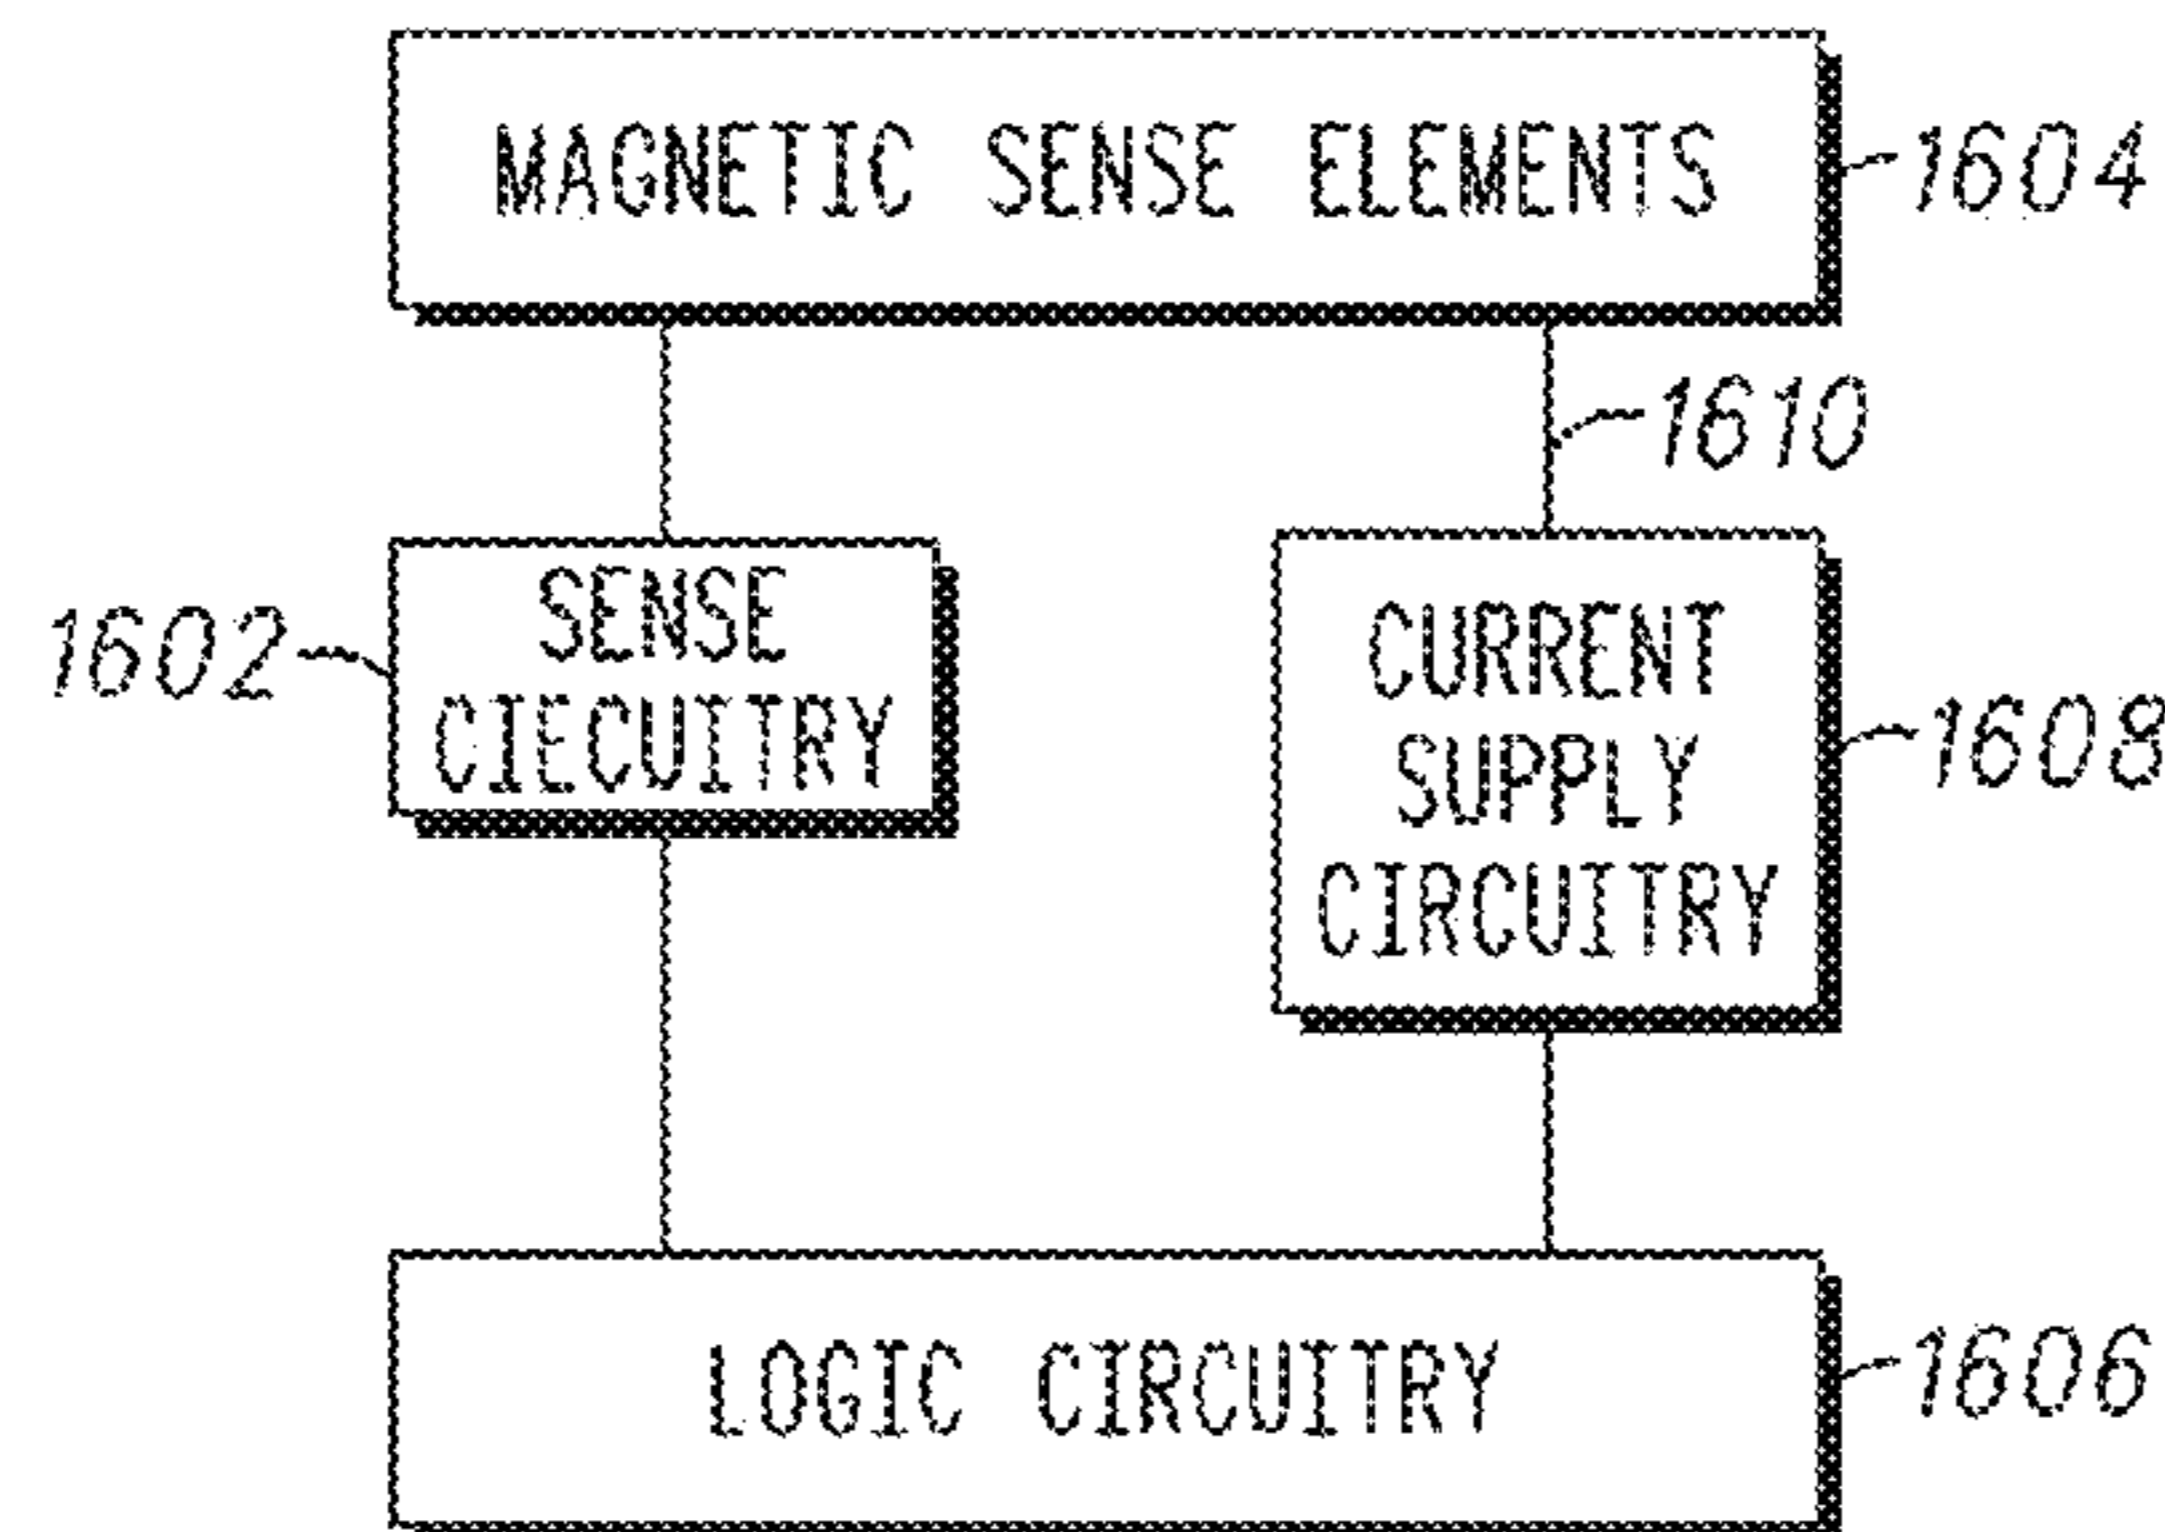 MAGNETIC SENSE ELEMENTS
1604
1610
1602
SENSE
CIECUITRY
CURRENT
SUPPLY
CIRCUITRY
1608
LOGIC CIRCUITRY
1606